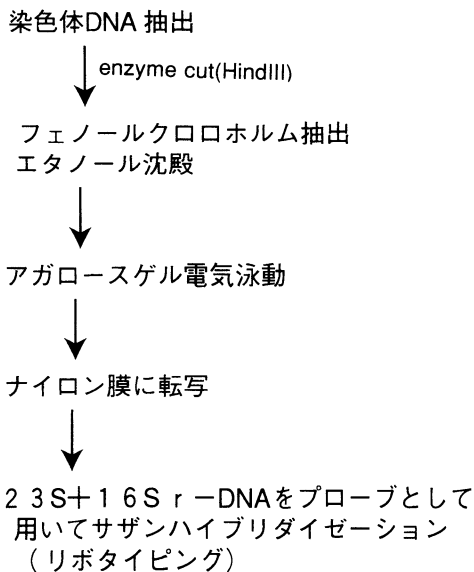 染色体DNA 抽出
enzyme cut(HindIII)
フェノールクロロホルム抽出
エタノール沈殿
アガロースゲル電気泳動
ナイロン膜に転写
２３S＋１６Sｒ－DNAをプローブとして
用いてサザンハイブリダイゼーション
（リボタイピング）